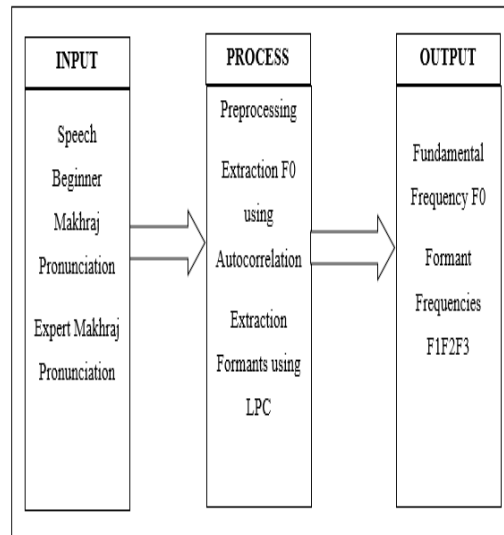 INPUT
Speech
Beginner
Makhraj
Pronunciation
Expert Makhraj
Pronunciation
PROCESS
Preprocessing
Extraction F0
using
Autocorrelation
Extraction
Formants using
LPC
OUTPUT
Fundamental
Frequency F0
Formant
Frequencies
F1F2F3